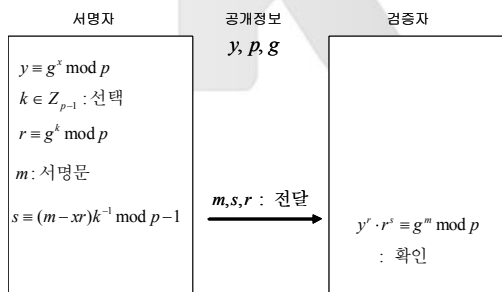 서명자 공개정보 검증자
y, p, g
y ≡ g^x mod p
k ∈ Z_{p-1} : 선택
r ≡ g^k mod p
m : 서명문
m,s,r : 전달
s ≡ (m − xr)k^{-1} mod p − 1
y^r · r^s ≡ g^m mod p
: 확인